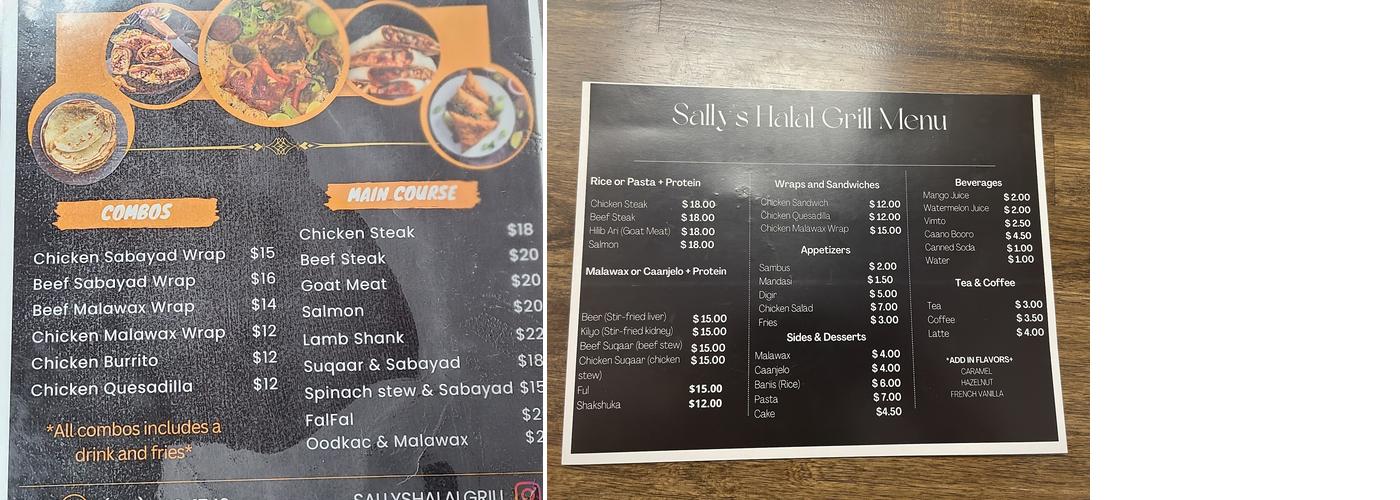 COMBOS
Chicken Sabayad Wrap $15
Beef Sabayad Wrap $16
Beef Malawax Wrap $14
Chicken Malawax Wrap $12
Chicken Burrito $12
Chicken Quesadilla $12
*All combos includes a
drink and fries*
MAIN COURSE
Chicken Steak $18
Beef Steak $20
Goat Meat $20
Salmon $20
Lamb Shank $22
Suqaar & Sabayad $18
Spinach stew & Sabayad $15
FalFal
Oodkac & Malawax
SALLYSHALALGRILL
Sally's Halal Grill Menu
Rice or Pasta + Protein
Chicken Steak $18.00
Beef Steak $18.00
Hilib Ari (Goat Meat) $18.00
Salmon $18.00
Malawax or Caanjelo + Protein
Beer (Stir-fried liver) $15.00
Kilyo (Stir-fried kidney) $15.00
Beef Suqaar (beef stew) $15.00
Chicken Suqaar (chicken $15.00
stew)
Ful $15.00
Shakshuka $12.00
Wraps and Sandwiches
Chicken Sandwich $12.00
Chicken Quesadilla $12.00
Chicken Malawax Wrap $15.00
Appetizers
Sambus $2.00
Mandasi $1.50
Digir $5.00
Chicken Salad $7.00
Fries $3.00
Sides & Desserts
Malawax $4.00
Caanjelo $4.00
Bariis (Rice) $6.00
Pasta $7.00
Cake $4.50
Beverages
Mango Juice $2.00
Watermelon Juice $2.00
Vimto $2.50
Caano Booro $4.50
Canned Soda $1.00
Water $1.00
Tea & Coffee
Tea $3.00
Coffee $3.50
Latte $4.00
*ADD IN FLAVORS+
CARAMEL
HAZELNUT
FRENCH VANILLA